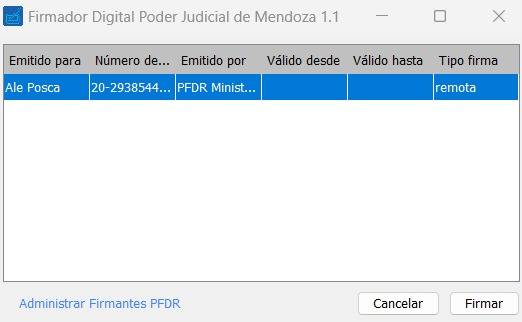 Firmador Digital Poder Judicial de Mendoza 1.1
Emitido para Número de... Emitido por Válido desde Válido hasta Tipo firma
Ale Posca 20-2938544... PFDR Minist... remota
Administrar Firmantes PFDR Cancelar Firmar